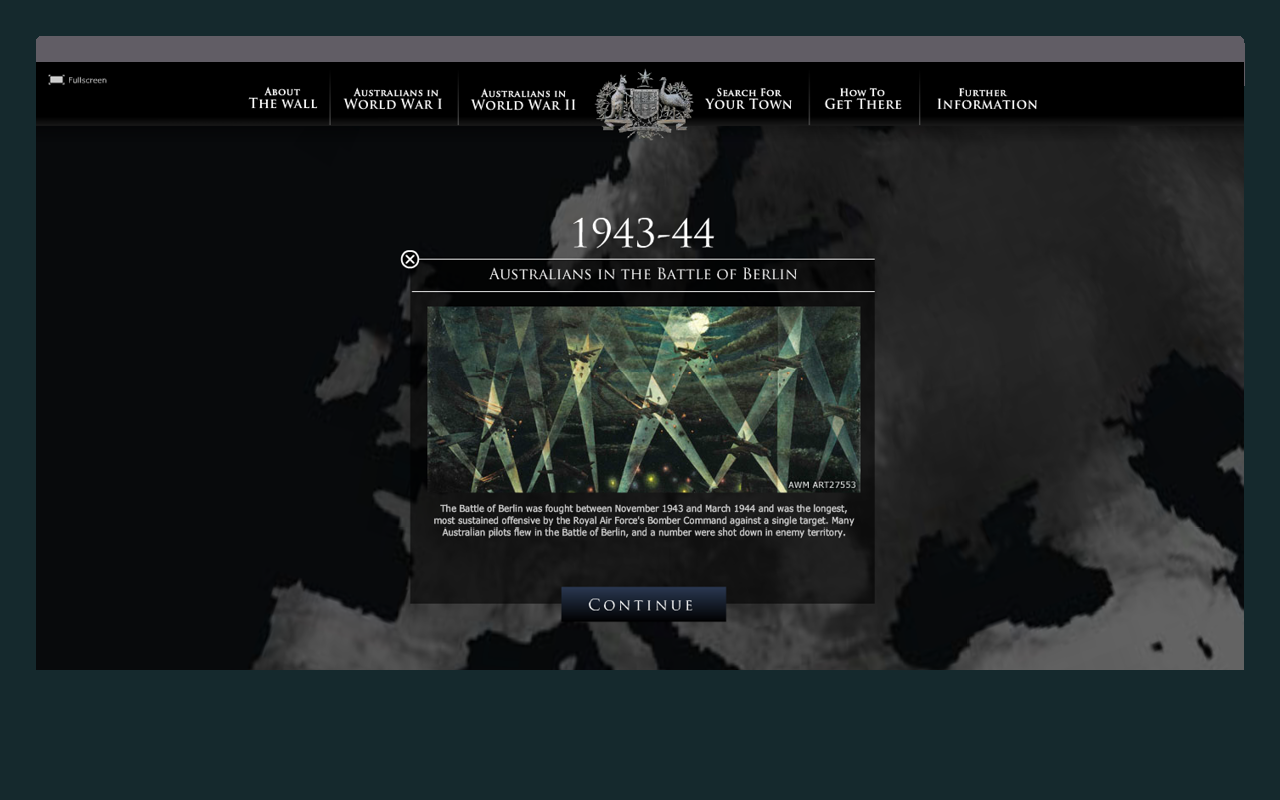 Fullscreen
About
The wall
Australians in
World War I
Australians in
World War II
Search For
Your Town
How To
Get There
Further
Information
1943-44
Australians in the Battle of Berlin
AWM ART27553
The Battle of Berlin was fought between November 1943 and March 1944 and was the longest,
most sustained offensive by the Royal Air Force's Bomber Command against a single target. Many
Australian pilots flew in the Battle of Berlin, and a number were shot down in enemy territory.
Continue